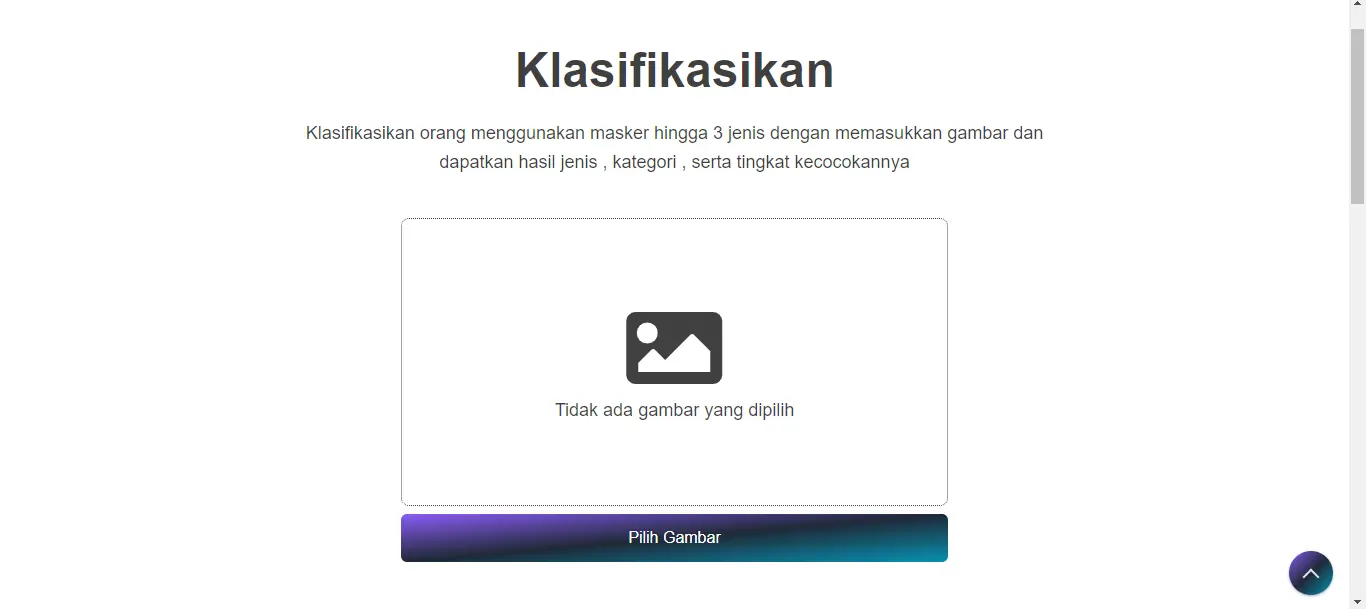 Klasifikasikan
Klasifikasikan orang menggunakan masker hingga 3 jenis dengan memasukkan gambar dan
dapatkan hasil jenis , kategori , serta tingkat kecocokannya
Tidak ada gambar yang dipilih
Pilih Gambar